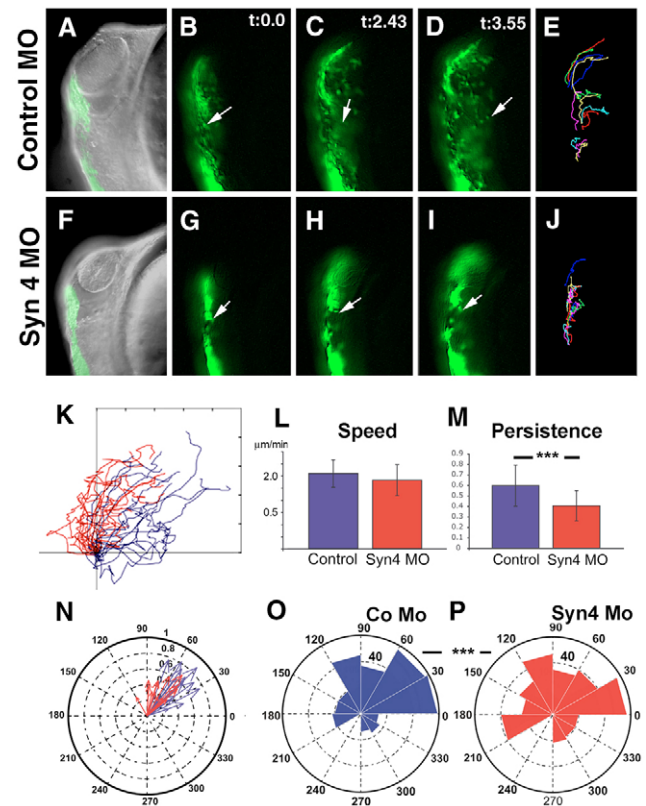 Control MO
A
B
t:0.0
C
t:2.43
D
t:3.55
E
Syn 4 MO
F
G
H
I
J
K
L
Speed
μm/min
2.0
0.5
Control Syn4 MO
M
Persistence
***
0.9
0.8
0.7
0.6
0.5
0.4
0.3
0.2
0.1
0
Control Syn4 MO
N
90
1
0.8
60
30
0
330
300
270
240
210
180
150
120
O
Co Mo
90
60
40
30
0
330
300
270
240
210
180
150
120
***
P
Syn4 Mo
90
60
40
30
0
330
300
270
240
210
180
150
120